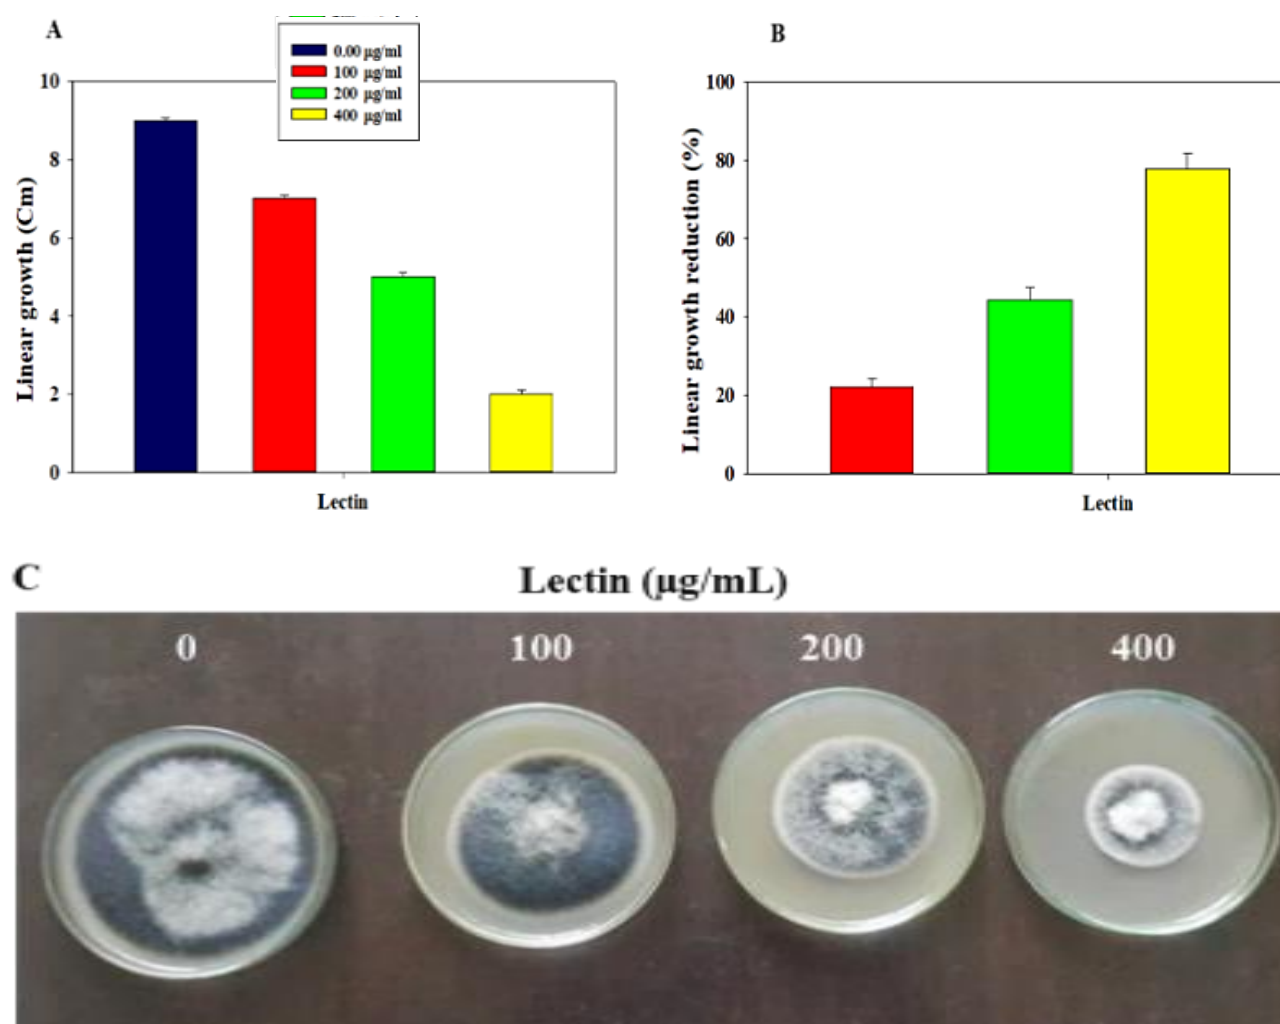 A
0.00 µg/ml
100 µg/ml
200 µg/ml
400 µg/ml
10
8
6
4
2
0
Linear growth (Cm)
Lectin
B
100
80
60
40
20
0
Linear growth reduction (%)
Lectin
C
Lectin (µg/mL)
0 100 200 400